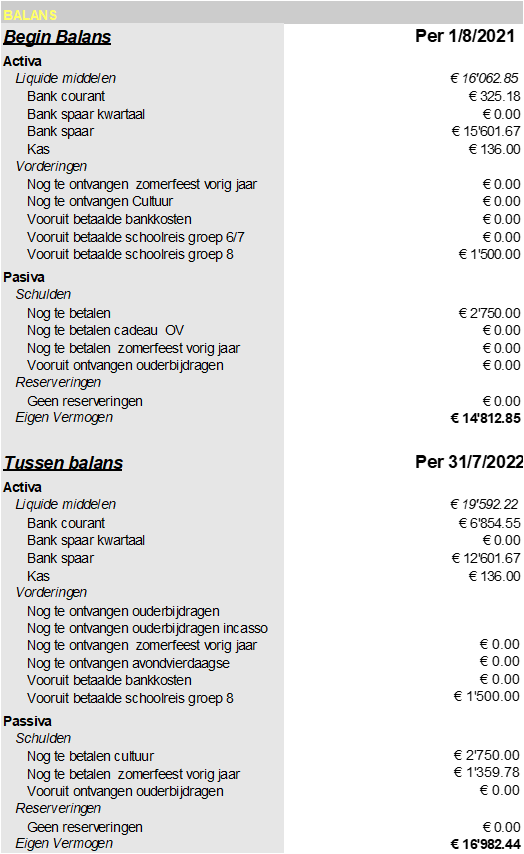 BALANS
Begin Balans Per 1/8/2021
Activa
Liquide middelen € 16'062.85
Bank courant € 325.18
Bank spaar kwartaal € 0.00
Bank spaar € 15'601.67
Kas € 136.00
Vorderingen
Nog te ontvangen zomerfeest vorig jaar € 0.00
Nog te ontvangen Cultuur € 0.00
Vooruit betaalde bankkosten € 0.00
Vooruit betaalde schoolreis groep 6/7 € 0.00
Vooruit betaalde schoolreis groep 8 € 1'500.00
Pasiva
Schulden
Nog te betalen € 2'750.00
Nog te betalen cadeau OV € 0.00
Nog te betalen zomerfeest vorig jaar € 0.00
Vooruit ontvangen ouderbijdragen € 0.00
Reserveringen
Geen reserveringen € 0.00
Eigen Vermogen € 14'812.85
Tussen balans Per 31/7/2022
Activa
Liquide middelen € 19'592.22
Bank courant € 6'854.55
Bank spaar kwartaal € 0.00
Bank spaar € 12'601.67
Kas € 136.00
Vorderingen
Nog te ontvangen ouderbijdragen
Nog te ontvangen ouderbijdragen incasso
Nog te ontvangen zomerfeest vorig jaar € 0.00
Nog te ontvangen avondvierdaagse € 0.00
Vooruit betaalde bankkosten € 0.00
Vooruit betaalde schoolreis groep 8 € 1'500.00
Passiva
Schulden
Nog te betalen cultuur € 2'750.00
Nog te betalen zomerfeest vorig jaar € 1'359.78
Vooruit ontvangen ouderbijdragen € 0.00
Reserveringen
Geen reserveringen € 0.00
Eigen Vermogen € 16'982.44